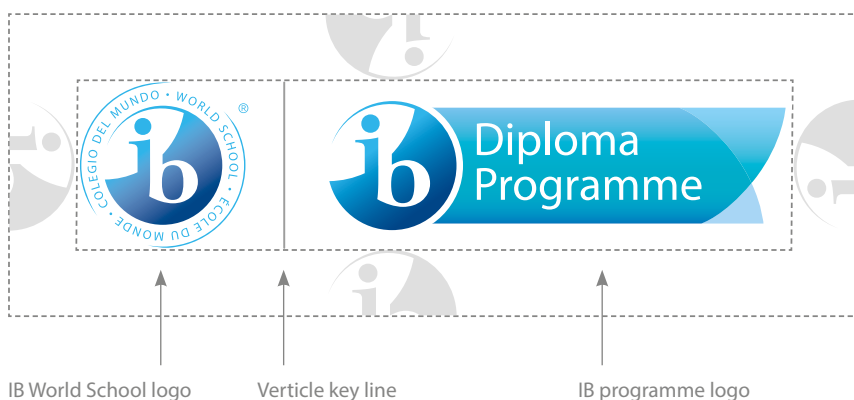 COLEGIO DEL MUNDO • WORLD SCHOOL • ÉCOLE DU MONDE •
®
ib
ib
Diploma
Programme
IB World School logo
Verticle key line
IB programme logo